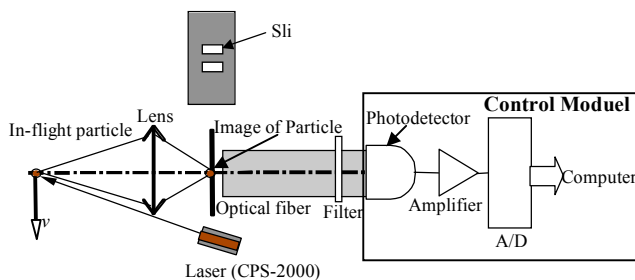 Sli
Control Moduel
Photodetector
Lens
In-flight particle
Image of Particle
Computer
Amplifier
Optical fiber
Filter
v
A/D
Laser (CPS-2000)